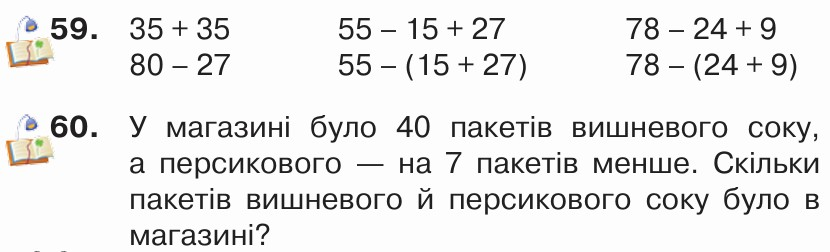 59. 35 + 35 55 – 15 + 27 78 – 24 + 9
80 – 27 55 – (15 + 27) 78 – (24 + 9)
60. У магазині було 40 пакетів вишневого соку,
а персикового — на 7 пакетів менше. Скільки
пакетів вишневого й персикового соку було в
магазині?